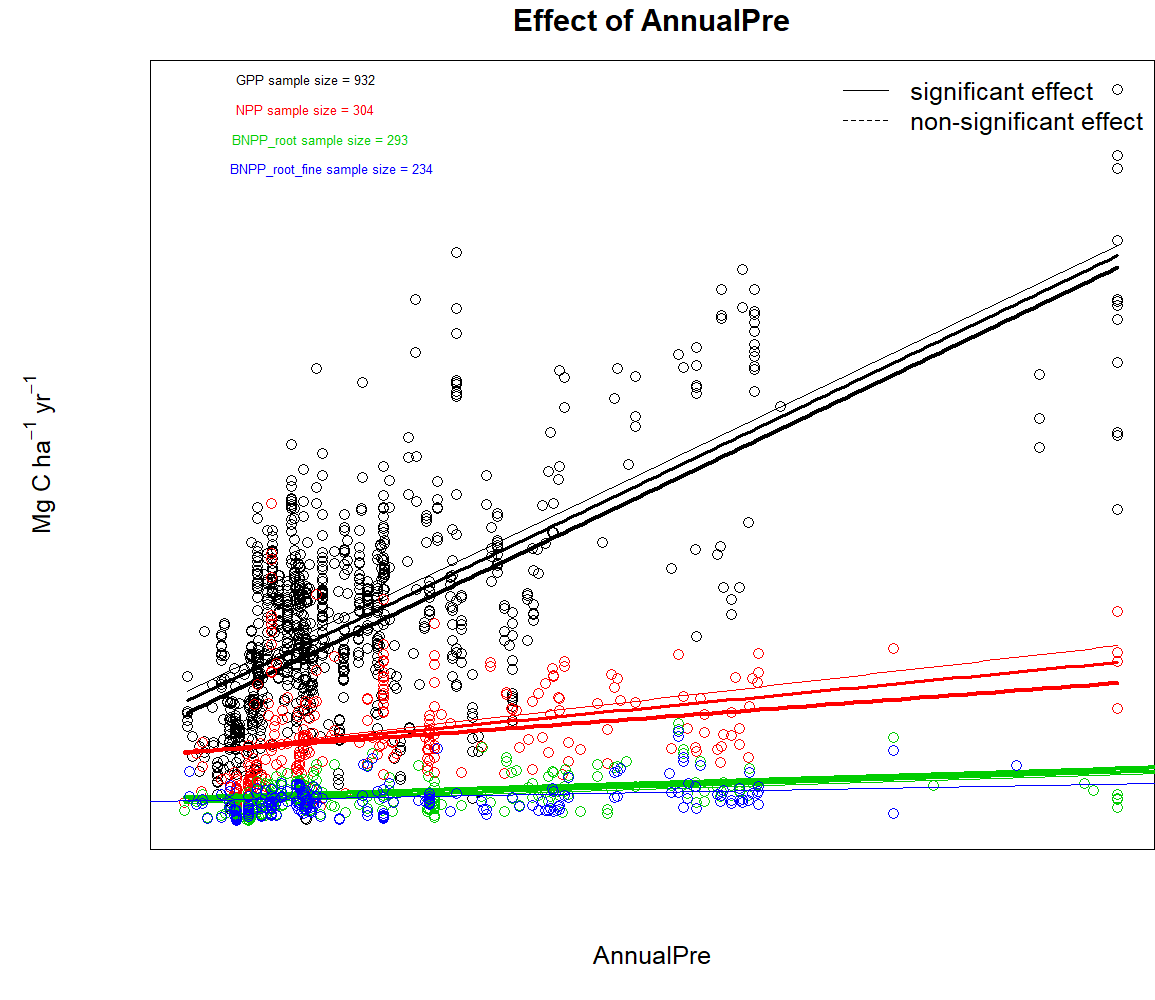 Effect of AnnualPre
GPP sample size = 932
NPP sample size = 304
BNPP_root sample size = 293
BNPP_root_fine sample size = 234
significant effect
non-significant effect
Mg C ha⁻¹ yr⁻¹
AnnualPre